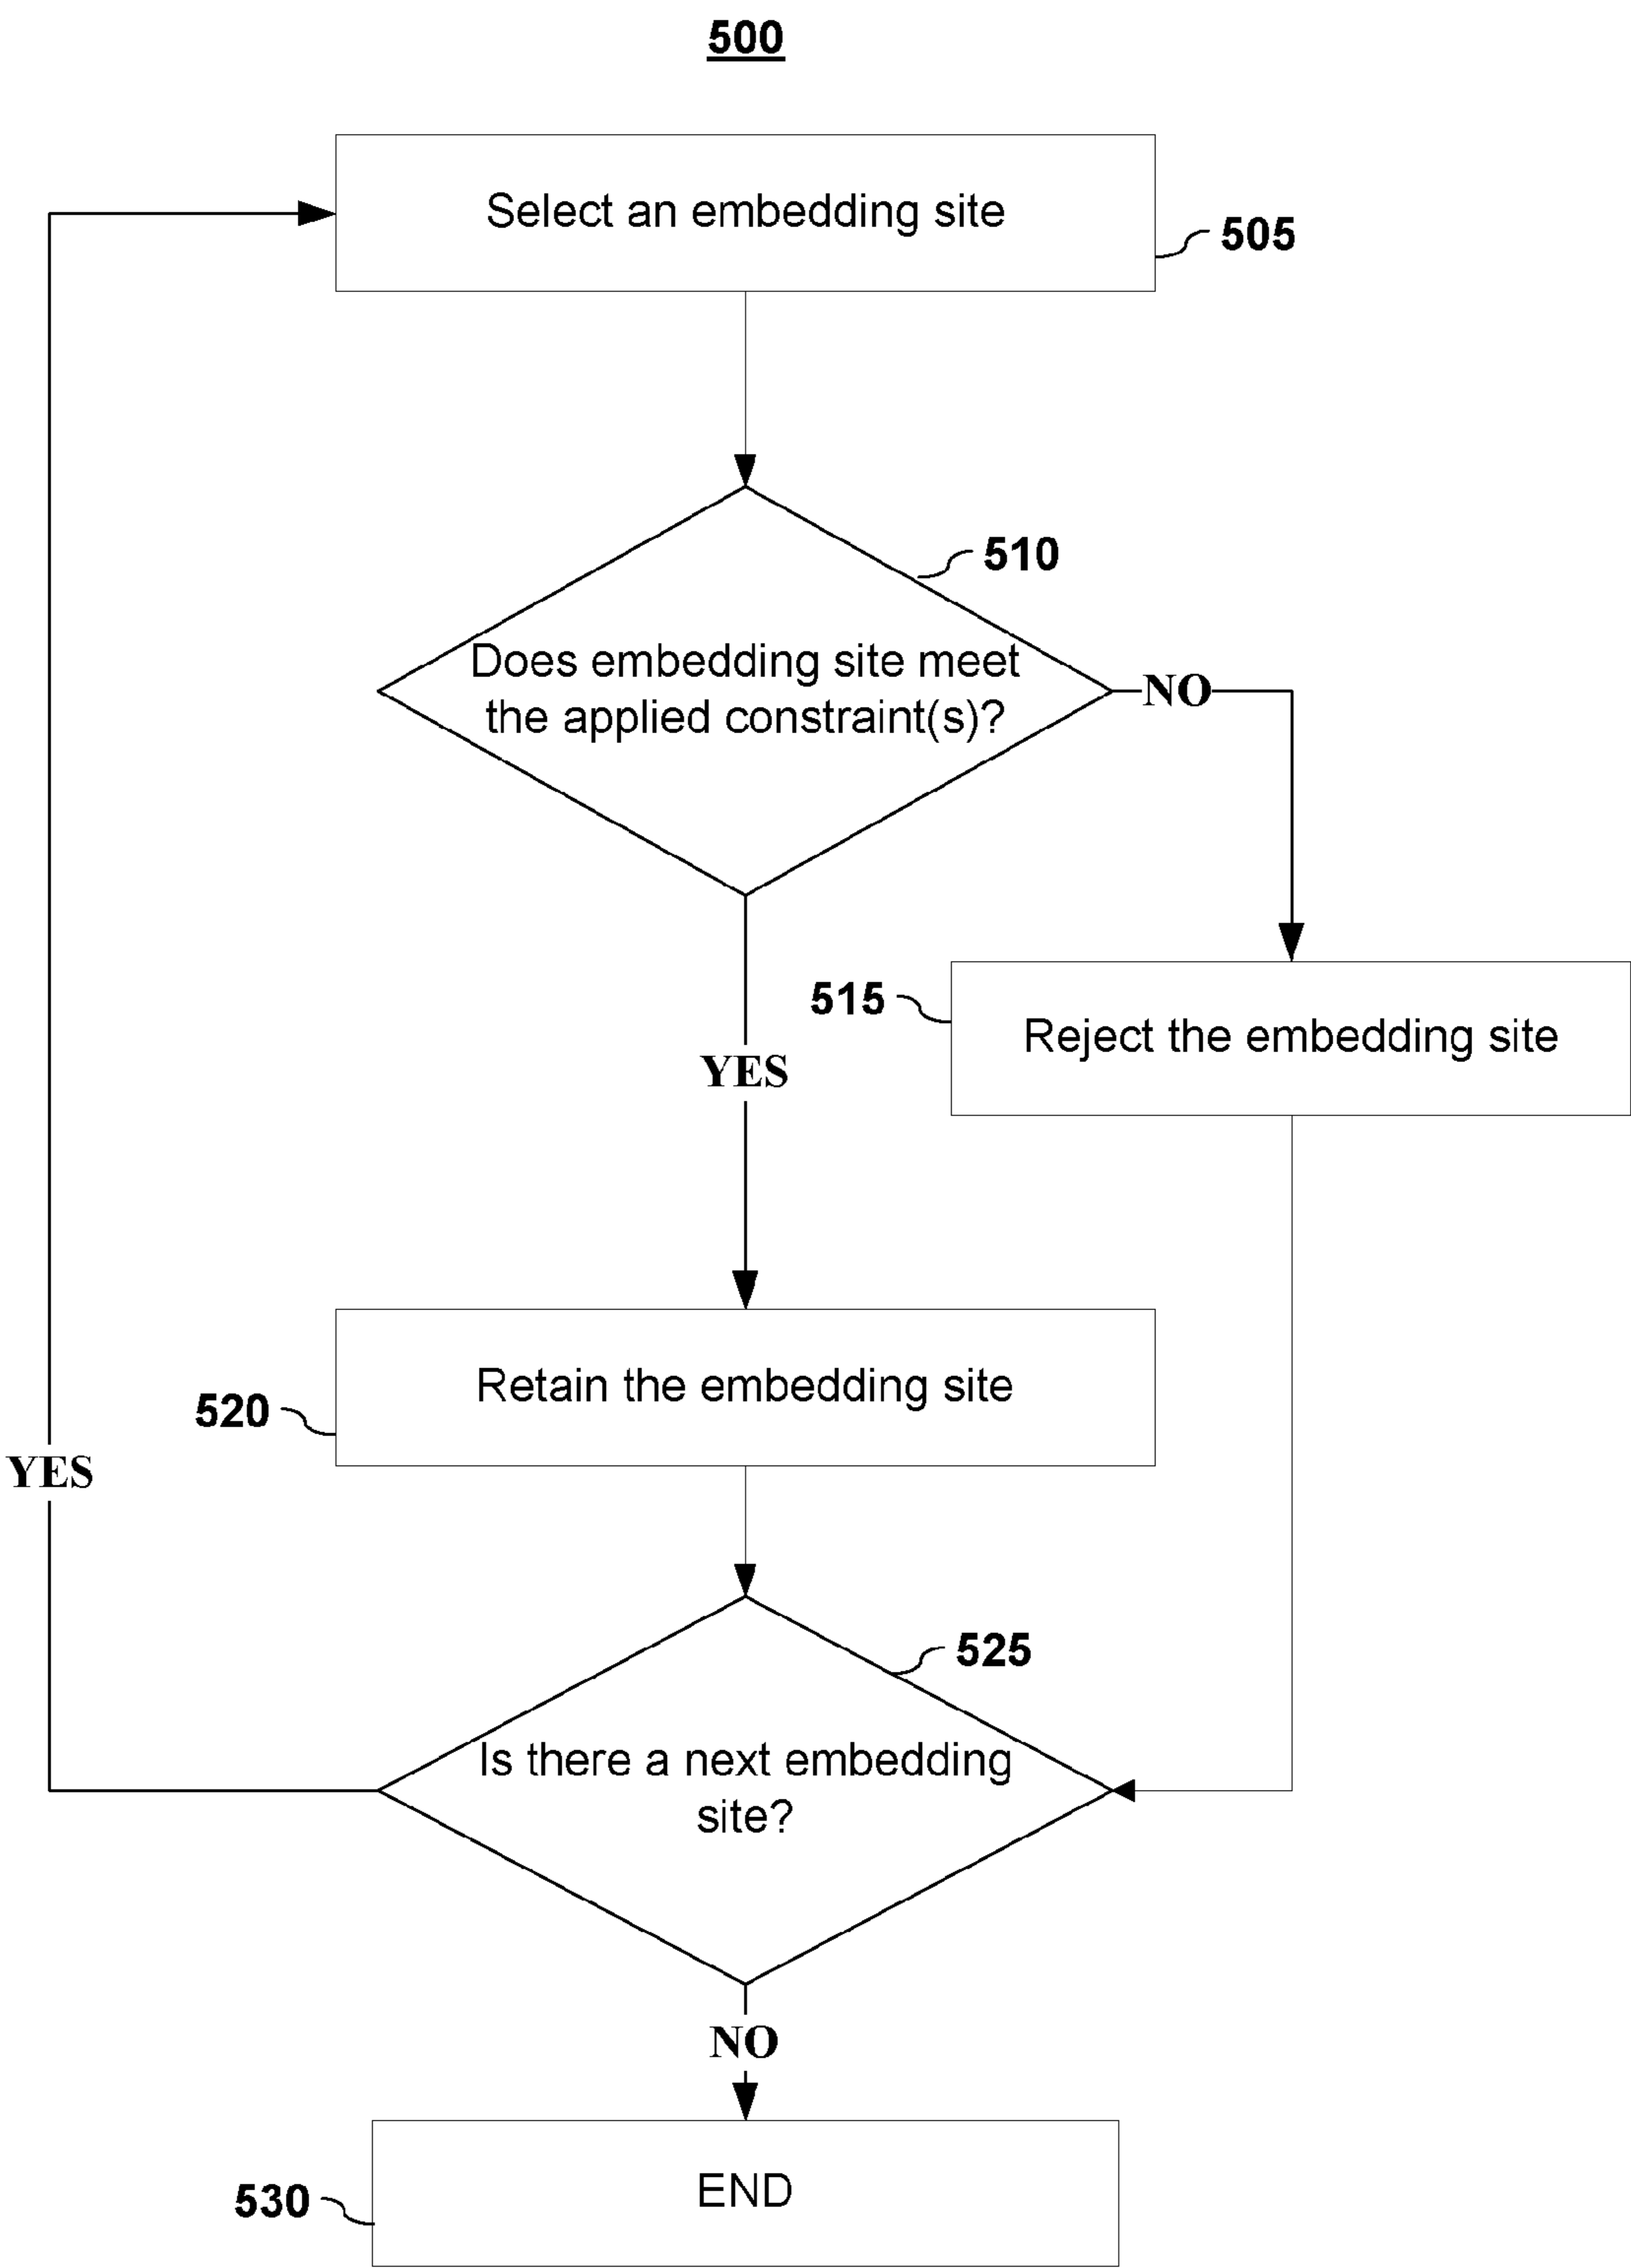 500
Select an embedding site
505
510
Does embedding site meet
the applied constraint(s)?
NO
515
Reject the embedding site
YES
Retain the embedding site
520
YES
525
Is there a next embedding
site?
NO
END
530